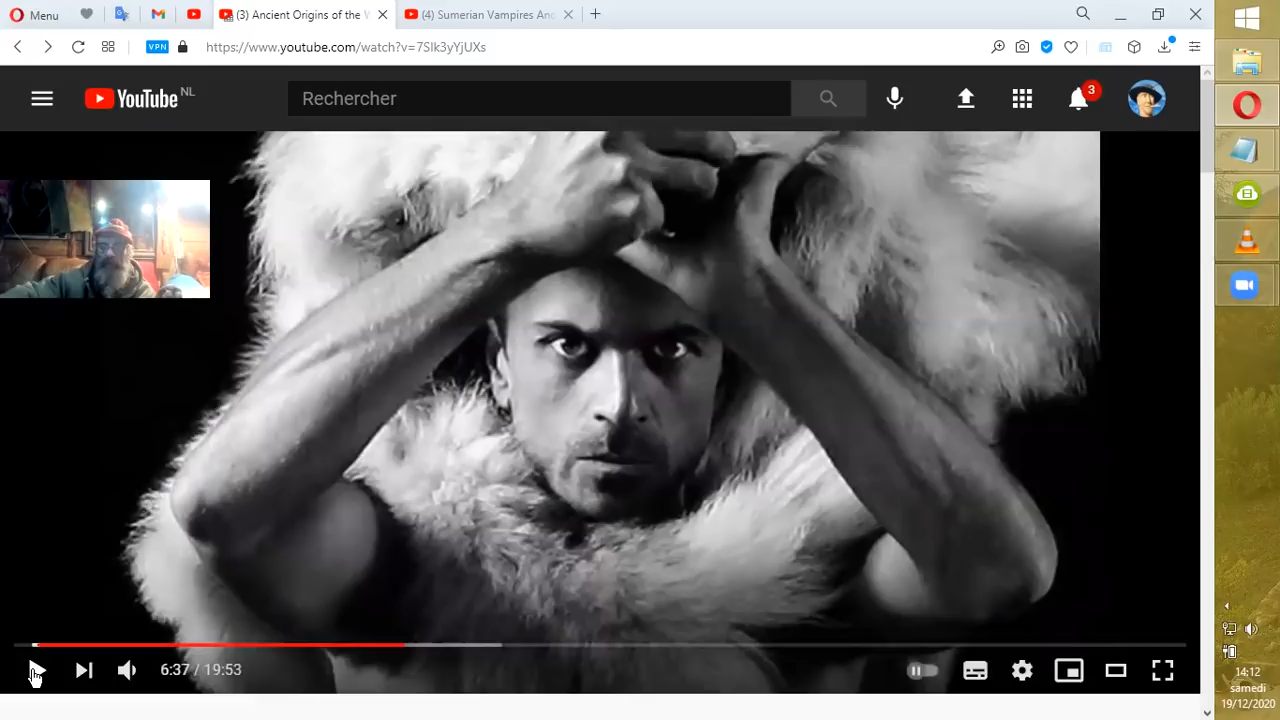 Menu
(3) Ancient Origins of the W
(4) Sumerian Vampires Anc
VPN
https://www.youtube.com/watch?v=7SIk3yYjUXs
YouTube NL
Rechercher
3
6:37 / 19:53
14:12
samedi
19/12/2020